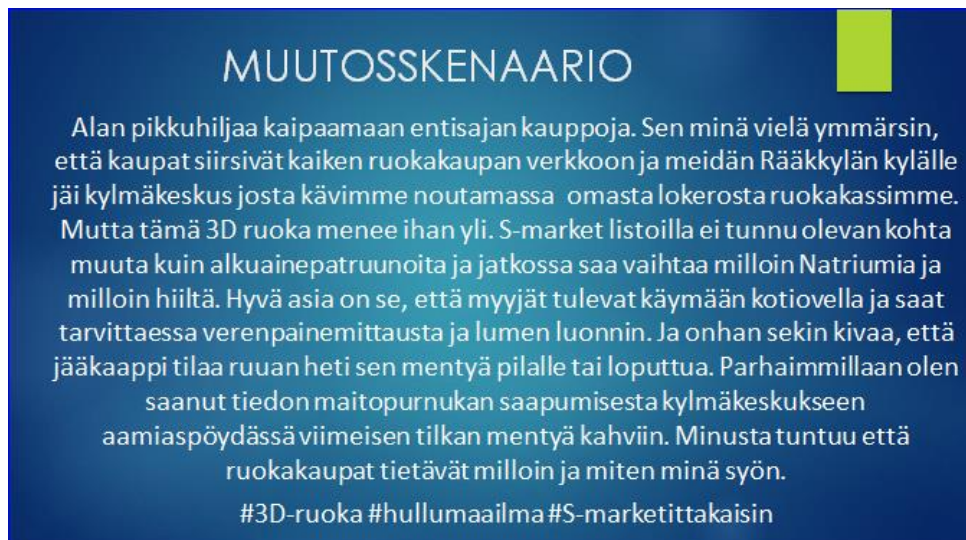 MUUTOSSKENAARIO
Alan pikkuhiljaa kaipaamaan entisajan kauppoja. Sen minä vielä ymmärsin,
että kaupat siirsivät kaiken ruokakaupan verkkoon ja meidän Rääkkylän kylälle
jäi kylmäkeskus josta kävimme noutamassa omasta lokerosta ruokakassimme.
Mutta tämä 3D ruoka menee ihan yli. S-market listoilla ei tunnu olevan kohta
muuta kuin alkuainepatruunoita ja jatkossa saa vaihtaa milloin Natriumia ja
milloin hiiltä. Hyvä asia on se, että myyjät tulevat käymään kotiovella ja saat
tarvittaessa verenpainemittausta ja lumen luonnin. Ja onhan sekin kivaa, että
jääkaappi tilaa ruuan heti sen mentyä pilalle tai loputtua. Parhaimmillaan olen
saanut tiedon maitopurnukan saapumisesta kylmäkeskukseen
aamiaspöydässä viimeisen tilkan mentyä kahviin. Minusta tuntuu että
ruokakaupat tietävät milloin ja miten minä syön.
#3D-ruoka #hullumaailma #S-marketittakaisin